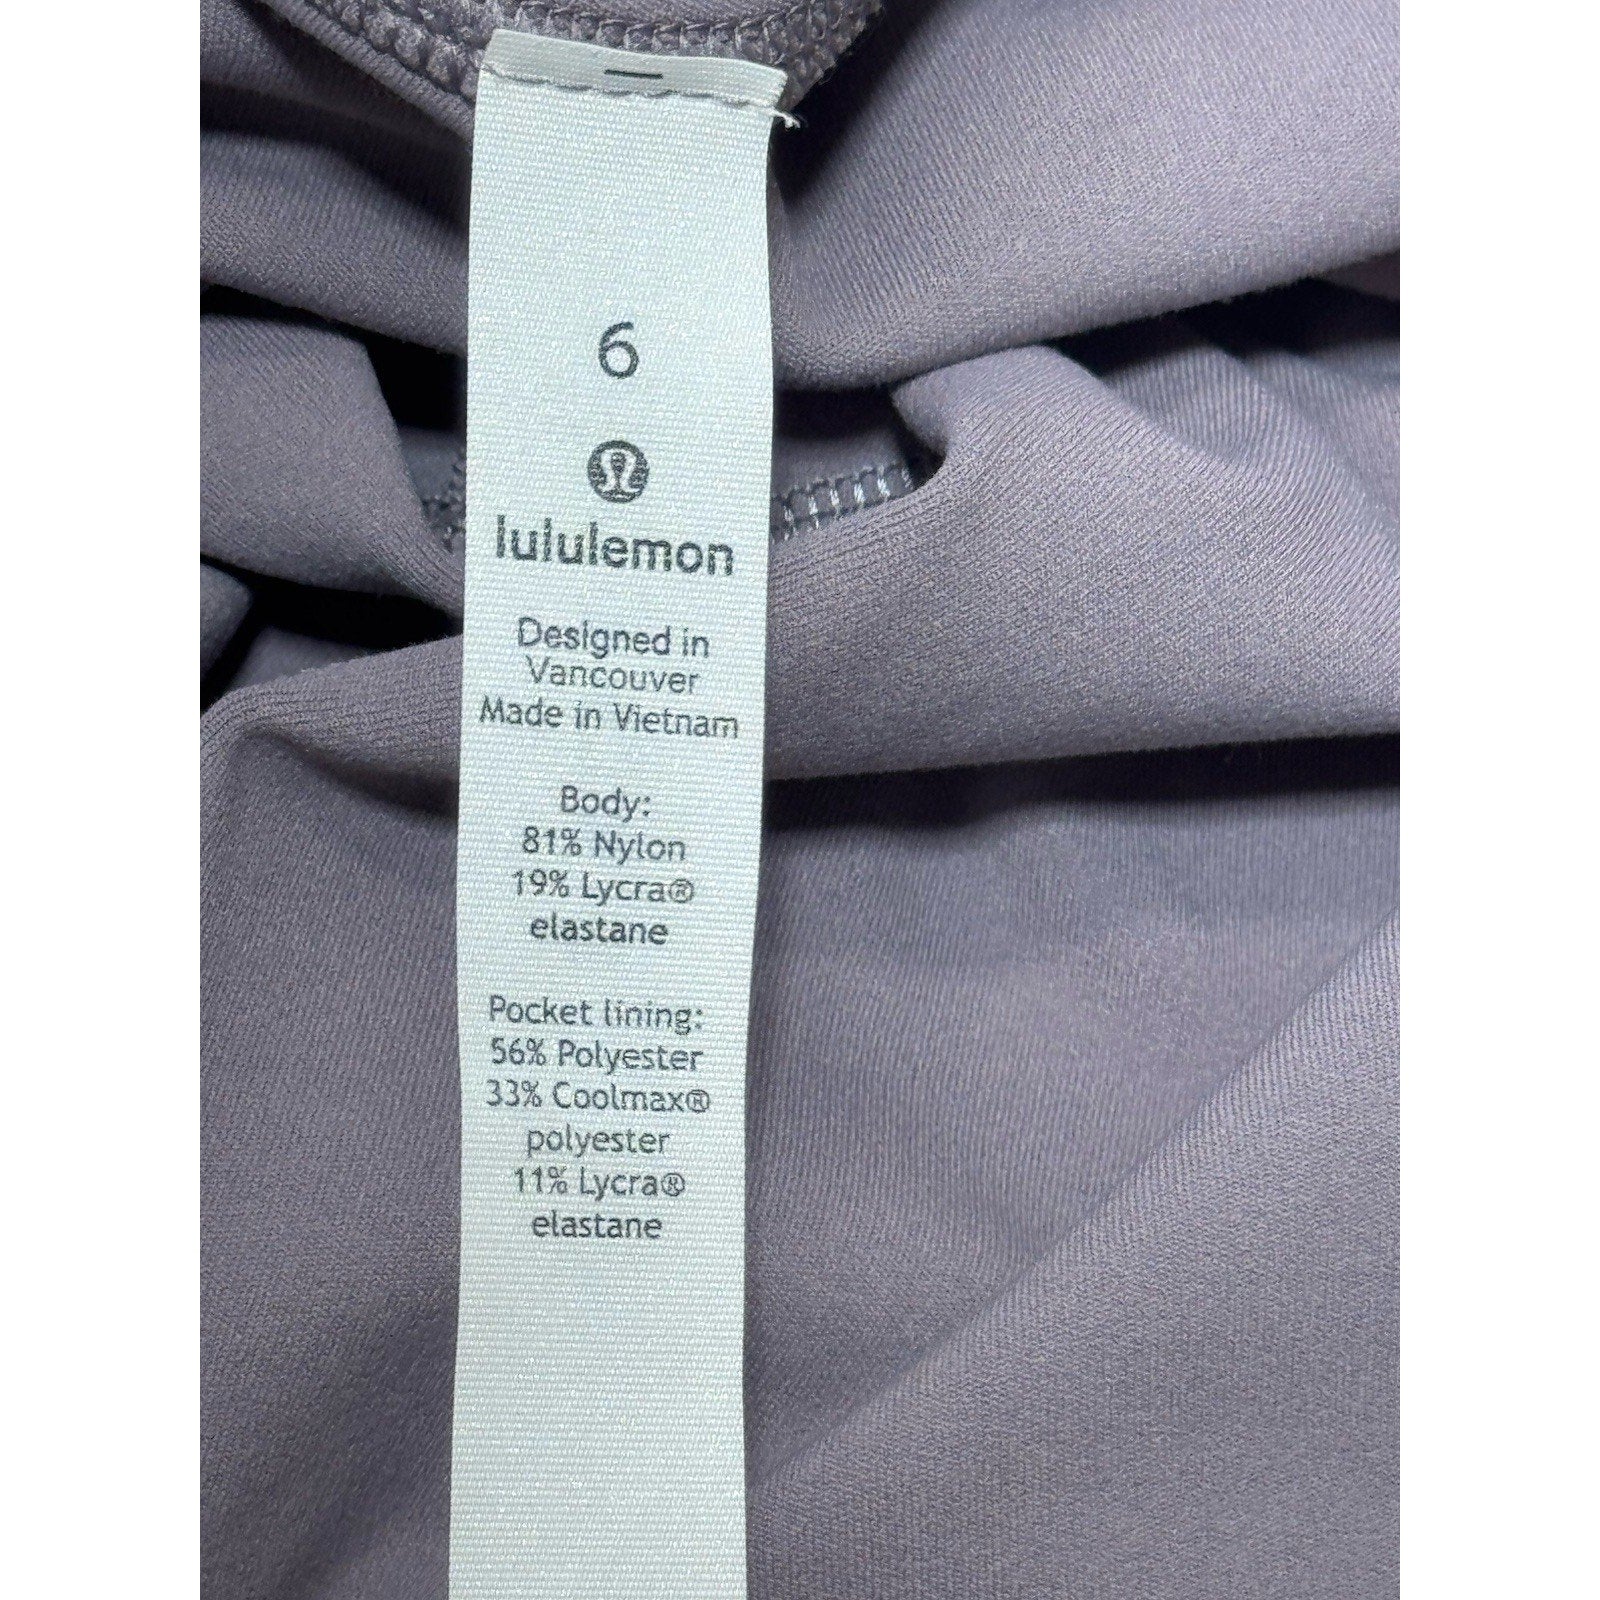 6
lululemon
Designed in
Vancouver
Made in Vietnam
Body:
81% Nylon
19% Lycra®
elastane
Pocket lining:
56% Polyester
33% Coolmax®
polyester
11% Lycra®
elastane